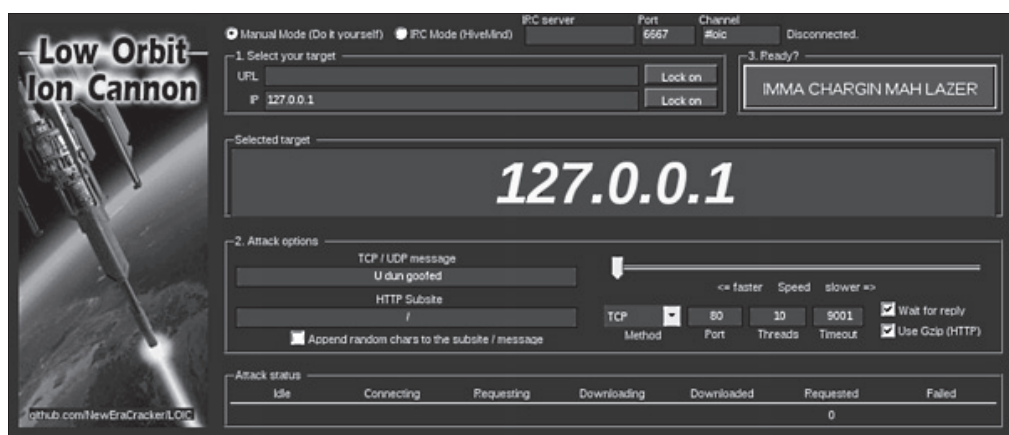 Low Orbit
Ion Cannon
github.com/NewEraCracker/LOIC
Manual Mode (Do it yourself) IRC Mode (HiveMind)
IRC server
Port
Channel
6667
#loic
Disconnected.
1. Select your target
URL
Lock on
IP 127.0.0.1
Lock on
3. Ready?
IMMA CHARGIN MAH LAZER
Selected target
127.0.0.1
2. Attack options
TCP / UDP message
U dun goofed
HTTP Subsite
/
Append random chars to the subsite / message
<= faster Speed slower =>
TCP 80 10 9001
Method Port Threads Timeout
Wait for reply
Use Gzip (HTTP)
Attack status
Idle Connecting Requesting Downloading Downloaded Requested Failed
0